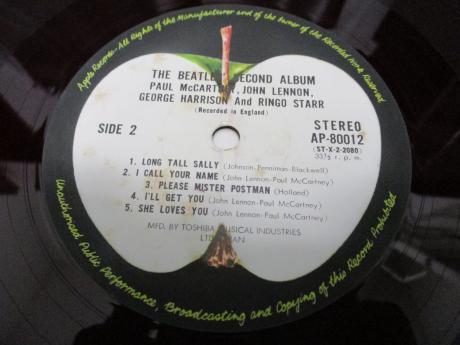 Apple Records-All Rights of the Manufacturer and of the Owner of the Recorded Work Reserved
THE BEATLES SECOND ALBUM
PAUL McCARTNEY, JOHN LENNON,
GEORGE HARRISON And RINGO STARR
(Recorded in England)
SIDE 2
STEREO
AP-80012
(ST-X-2-2080)
33⅓ r. p. m.
1. LONG TALL SALLY (Johnson-Penniman-Blackwell)
2. I CALL YOUR NAME (John Lennon-Paul McCartney)
3. PLEASE MISTER POSTMAN (Holland)
4. I'LL GET YOU (John Lennon-Paul McCartney)
5. SHE LOVES YOU (John Lennon-Paul McCartney)
MFD. BY TOSHIBA MUSICAL INDUSTRIES
LTD. JAPAN
Unauthorised Public Performance, Broadcasting and Copying of this Record Prohibited